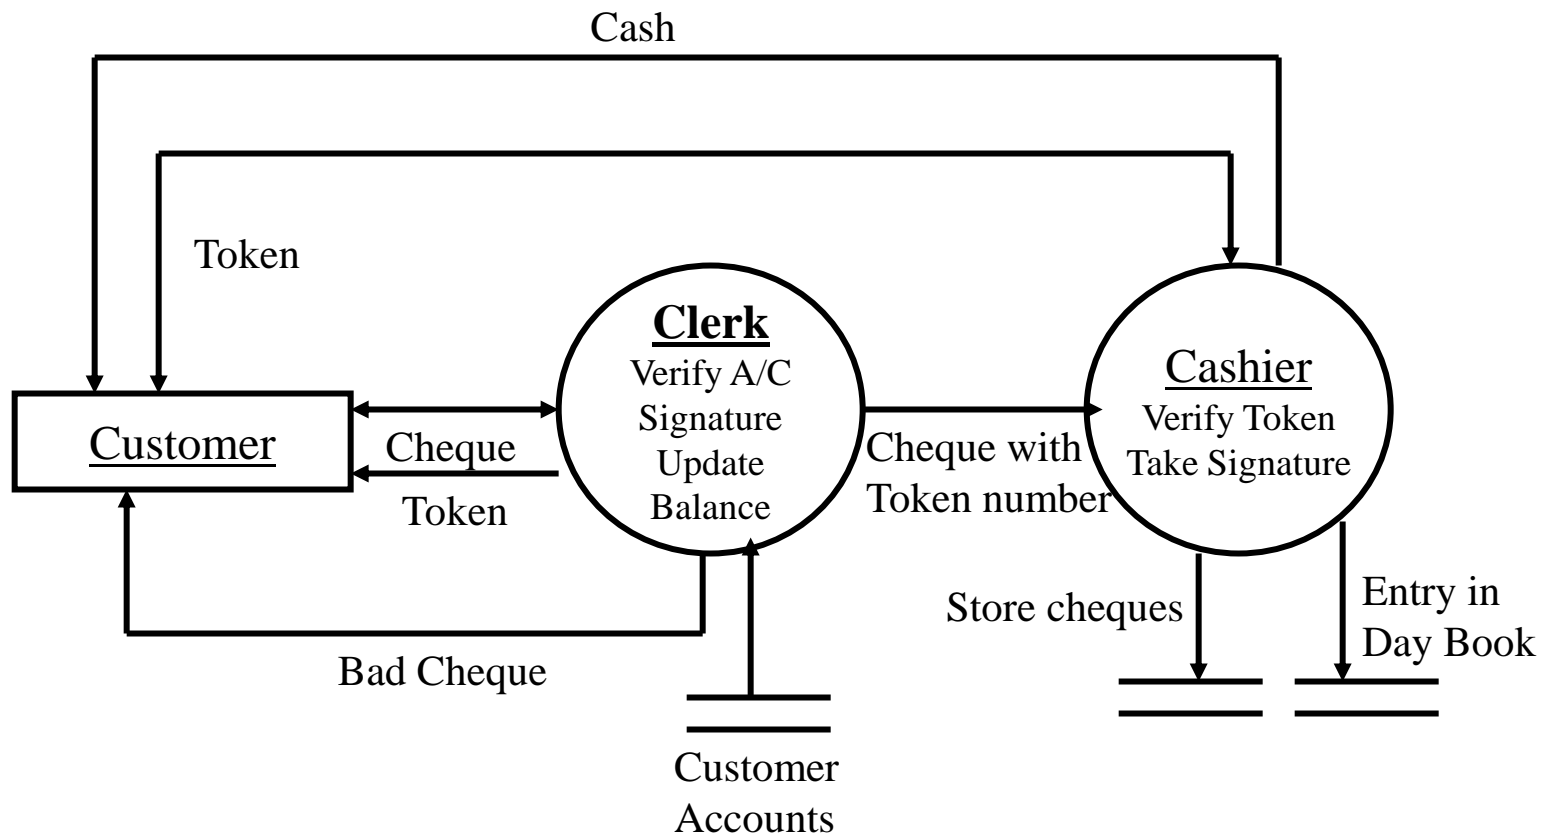 Cash
Token
Clerk
Verify A/C
Signature
Update
Balance
Cashier
Verify Token
Take Signature
Customer
Cheque
Token
Cheque with
Token number
Bad Cheque
Store cheques
Entry in
Day Book
Customer
Accounts